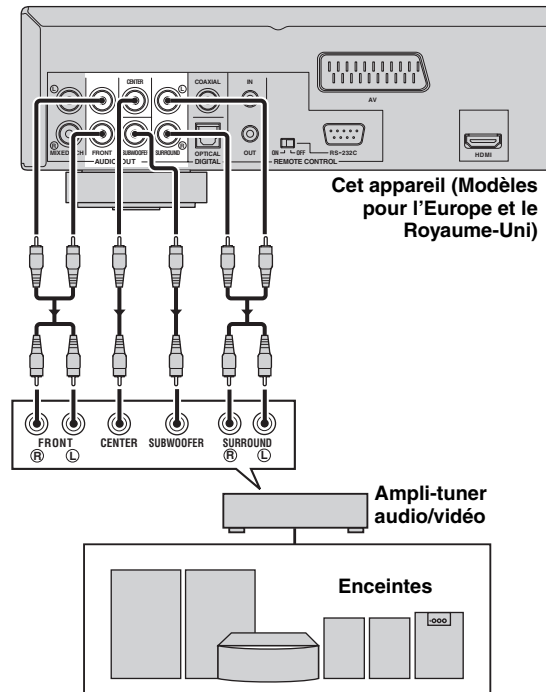 L CENTER L COAXIAL IN
AV
R R
MIXED 2CH FRONT SUBWOOFER SURROUND OPTICAL OUT ON OFF RS-232C HDMI
AUDIO OUT DIGITAL REMOTE CONTROL
Cet appareil (Modèles
pour l'Europe et le
Royaume-Uni)
FRONT CENTER SUBWOOFER SURROUND
R L R L
Ampli-tuner
audio/vidéo
Enceintes